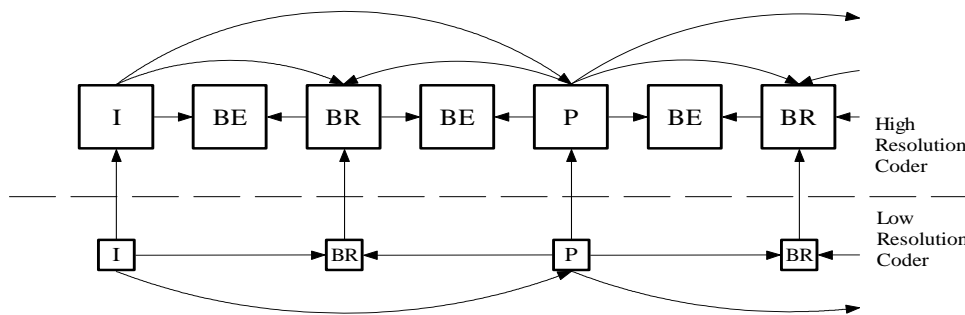 I BE BR BE P BE BR
High
Resolution
Coder
Low
Resolution
Coder
I BR P BR